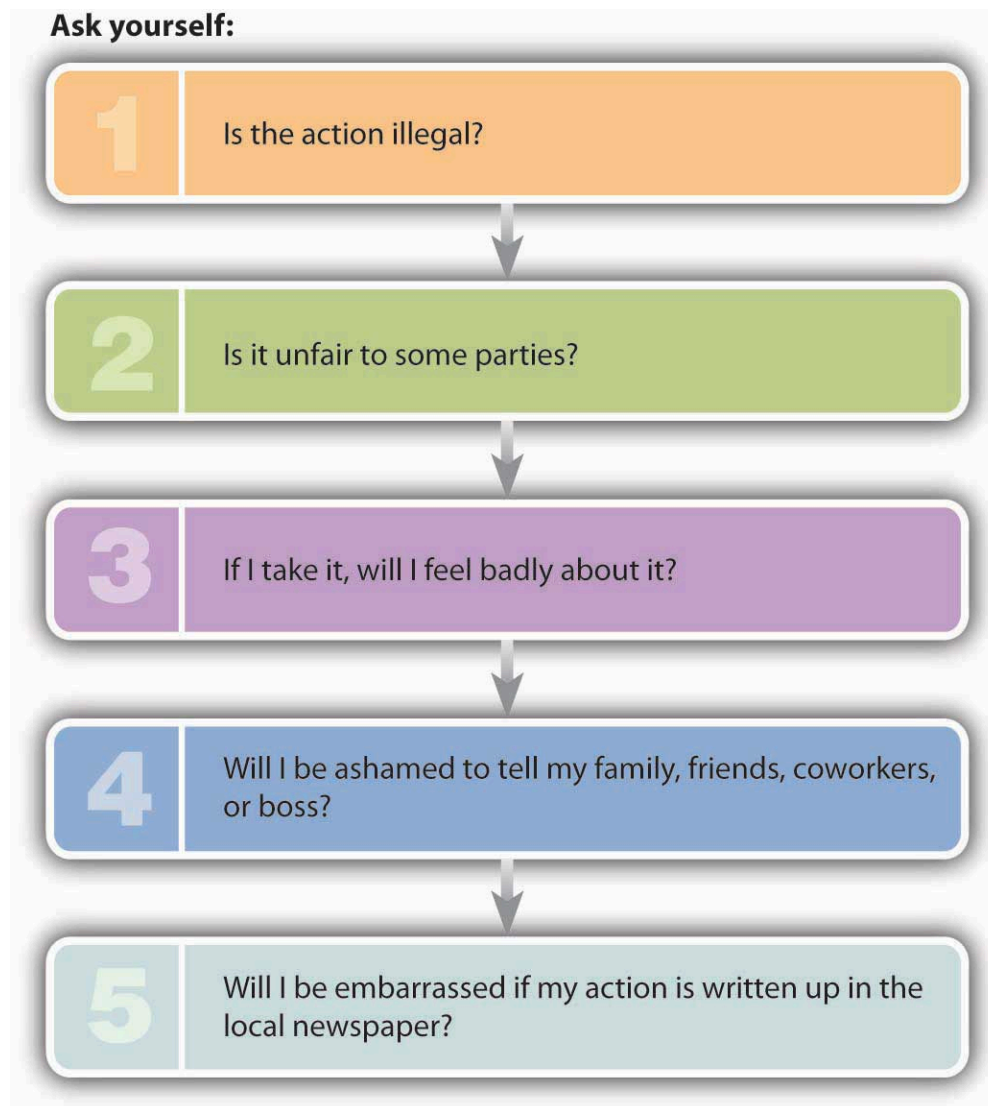 Ask yourself:
1
Is the action illegal?
2
Is it unfair to some parties?
3
If I take it, will I feel badly about it?
4
Will I be ashamed to tell my family, friends, coworkers,
or boss?
5
Will I be embarrassed if my action is written up in the
local newspaper?